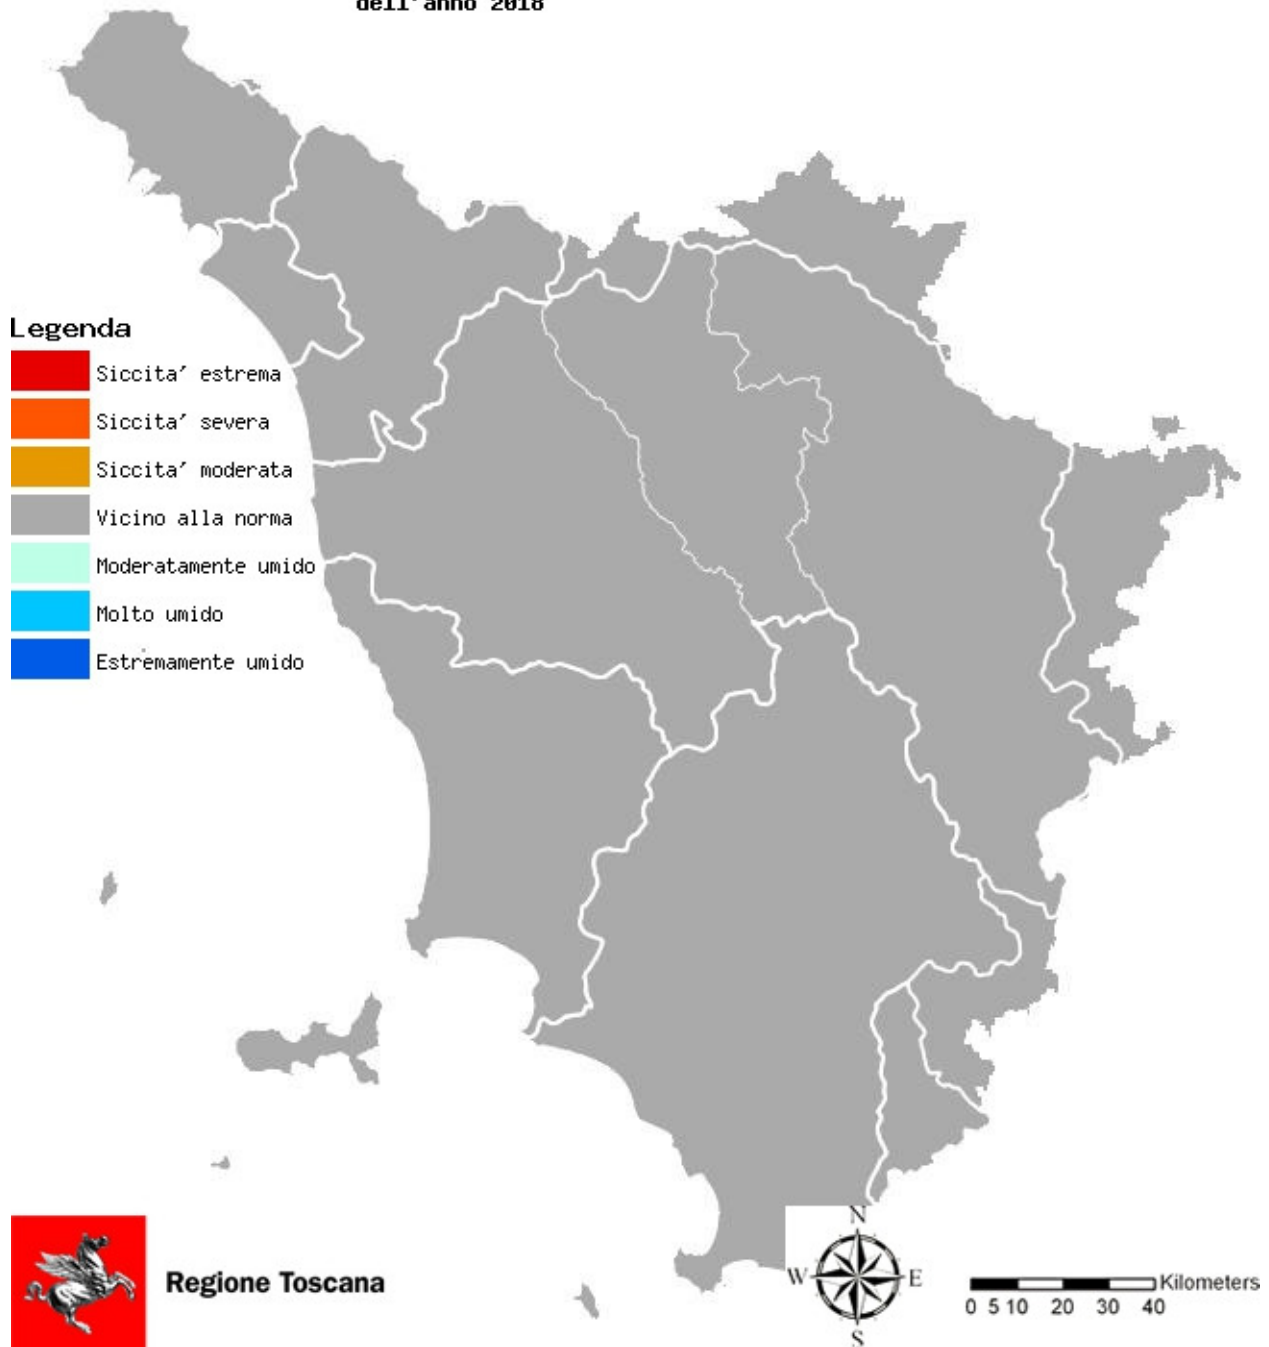 dell'anno 2018
Legenda
Siccita' estrema
Siccita' severa
Siccita' moderata
Vicino alla norma
Moderatamente umido
Molto umido
Estremamente umido
Regione Toscana
N
W E
S
Kilometers
0 5 10 20 30 40